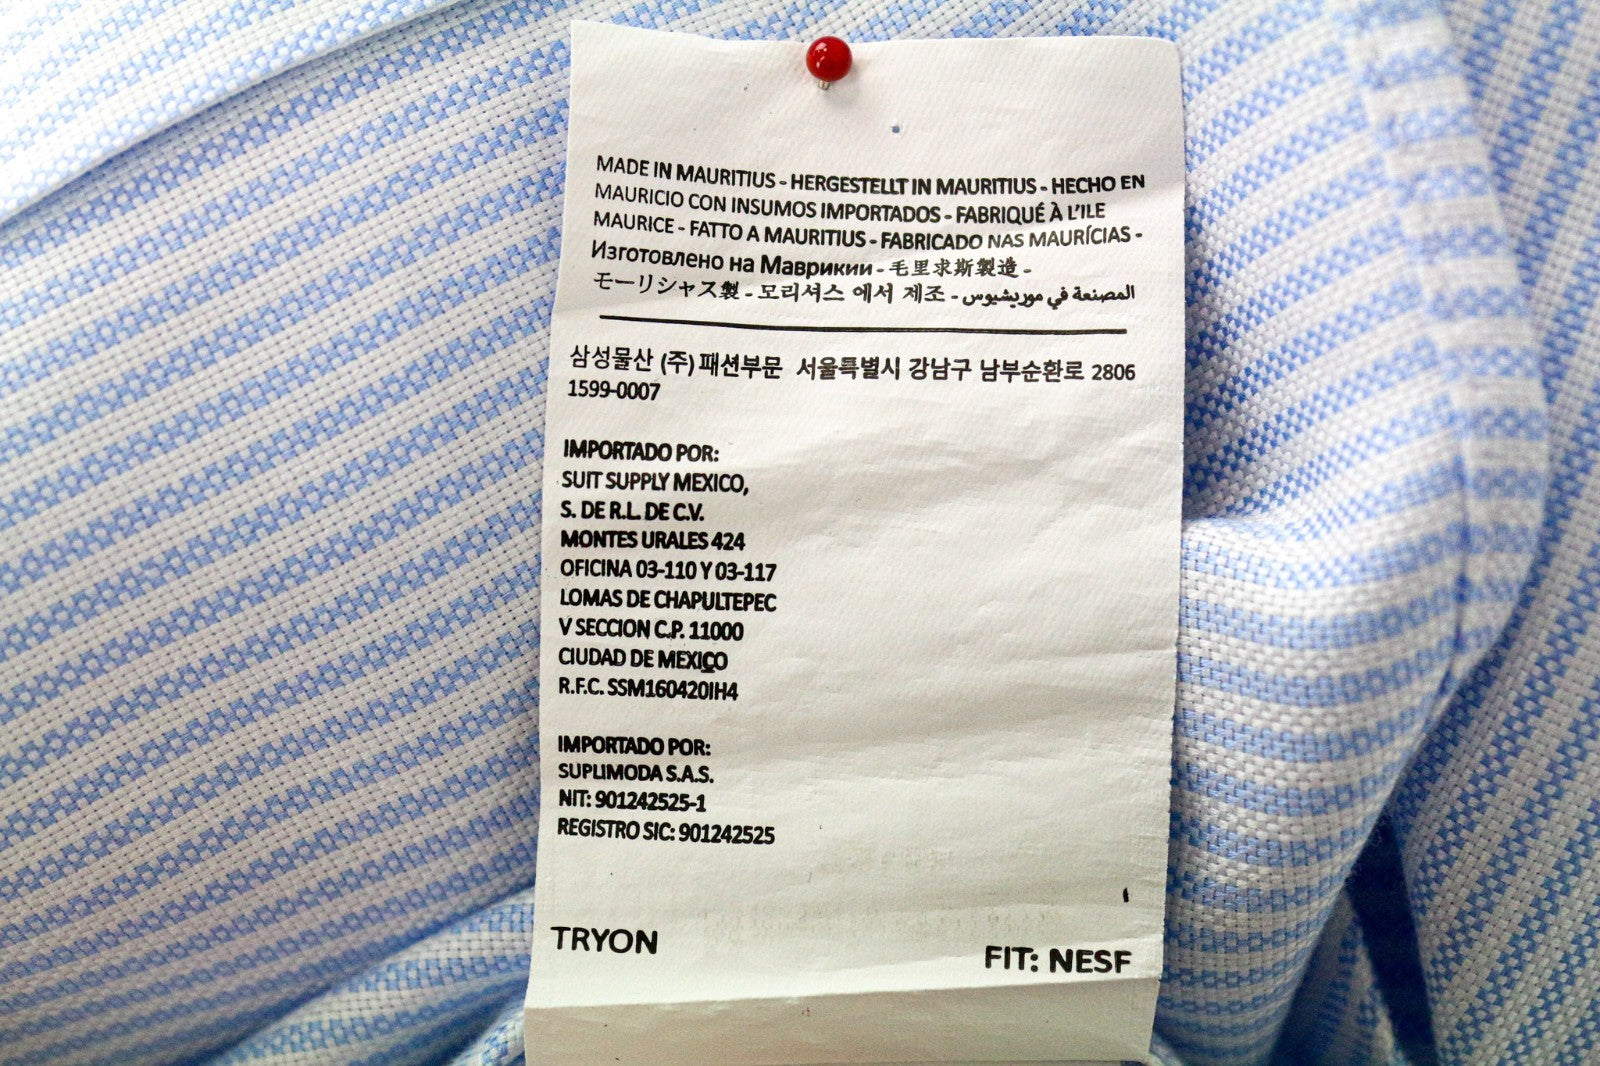 MADE IN MAURITIUS - HERGESTELLT IN MAURITIUS - HECHO EN
MAURICIO CON INSUMOS IMPORTADOS - FABRIQUÉ À L'ILE
MAURICE - FATTO A MAURITIUS - FABRICADO NAS MAURÍCIAS -
Изготовлено на Маврикии - 毛里求斯製造 -
モーリシャス製 - 모리셔스 에서 제조 - المصنعة في موريشيوس
삼성물산 (주) 패션부문 서울특별시 강남구 남부순환로 2806
1599-0007
IMPORTADO POR:
SUIT SUPPLY MEXICO,
S. DE R.L. DE C.V.
MONTES URALES 424
OFICINA 03-110 Y 03-117
LOMAS DE CHAPULTEPEC
V SECCION C.P. 11000
CIUDAD DE MEXICO
R.F.C. SSM160420IH4
IMPORTADO POR:
SUPLIMODA S.A.S.
NIT: 901242525-1
REGISTRO SIC: 901242525
TRYON
FIT: NESF